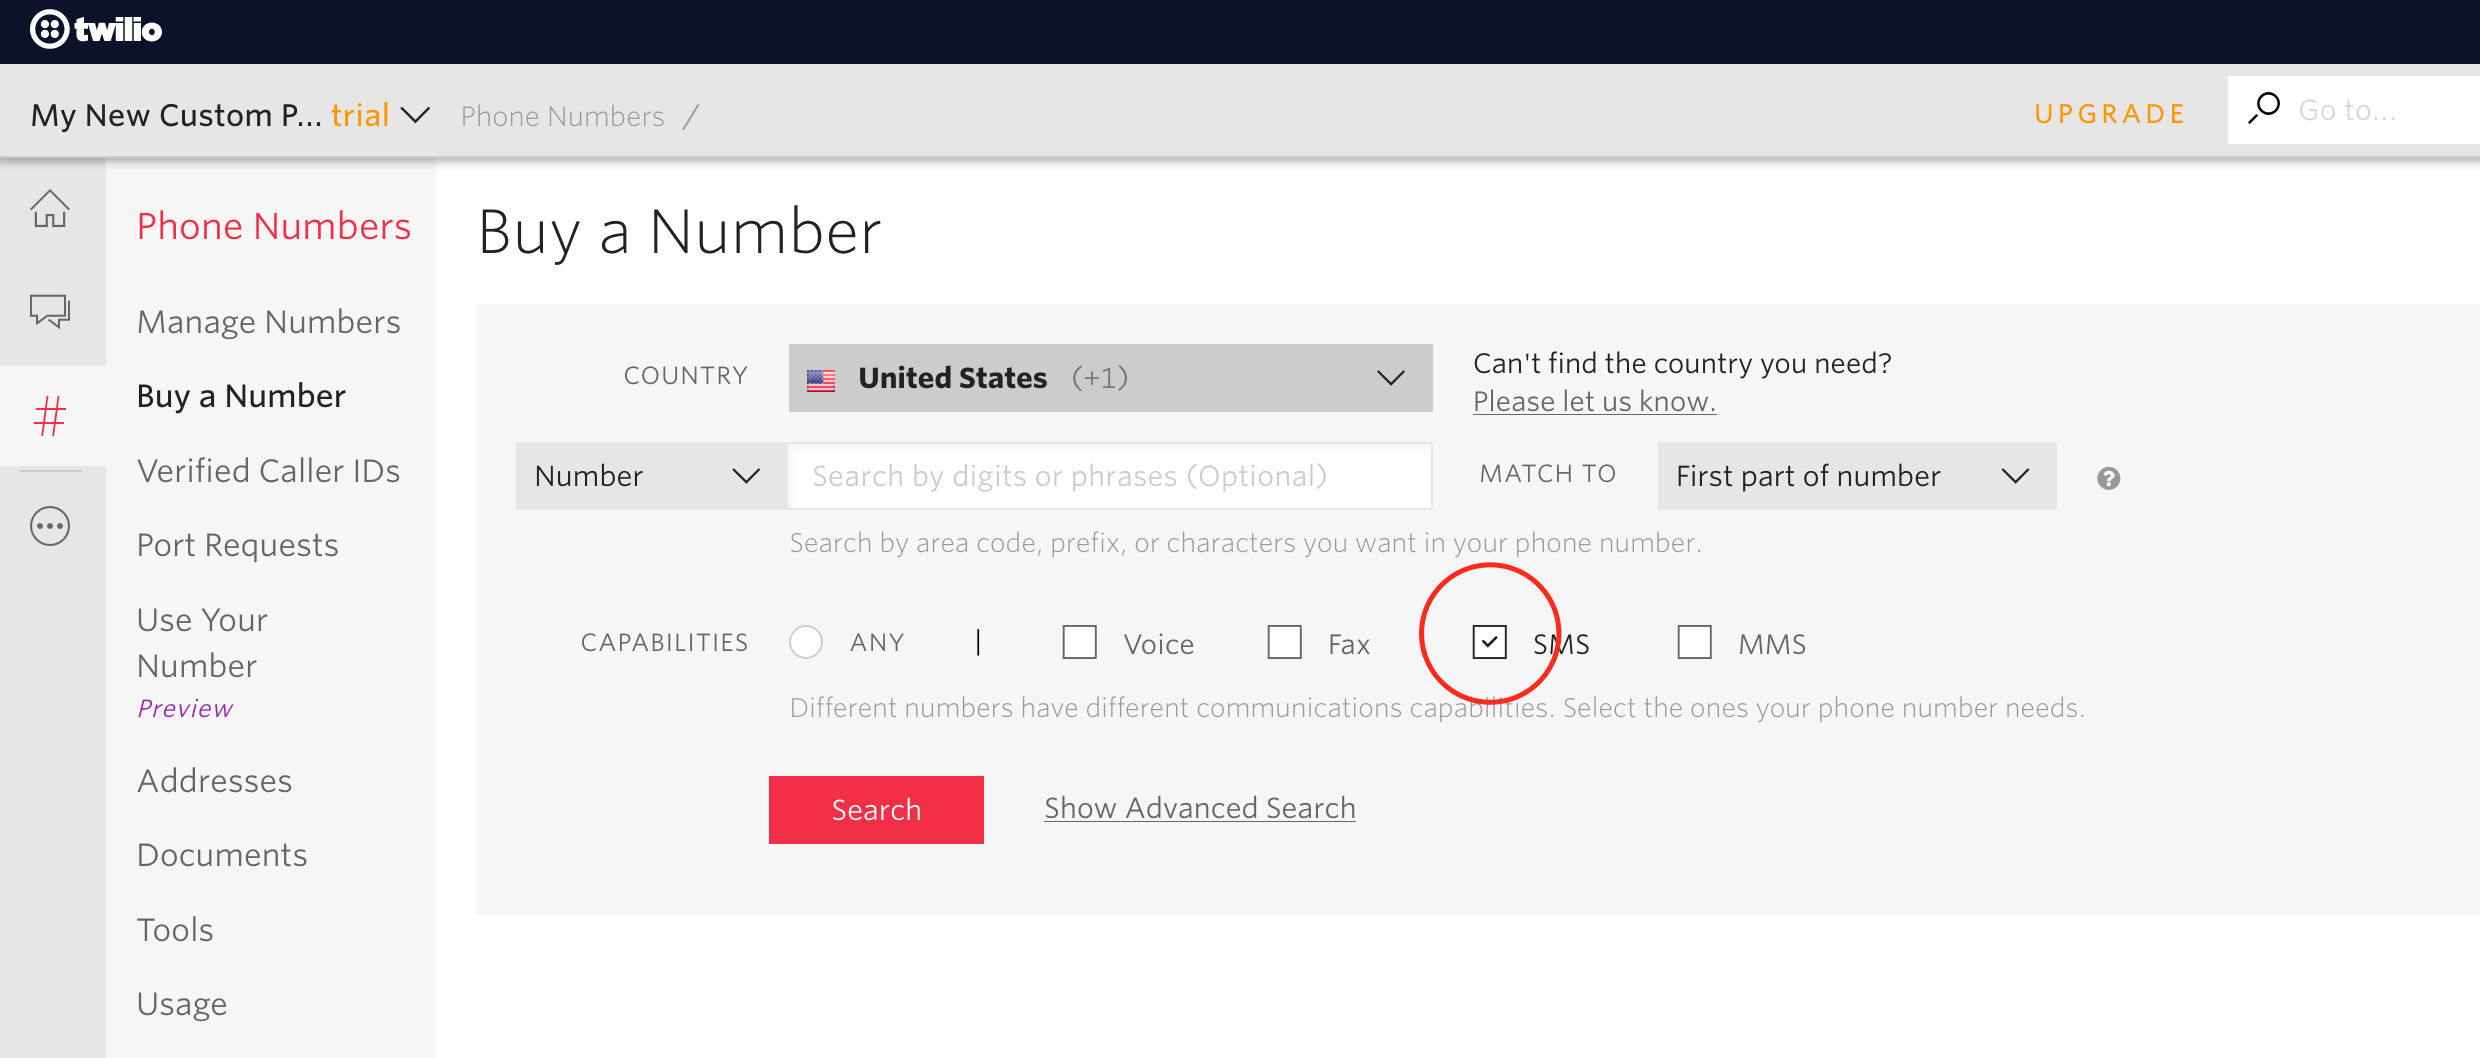 twilio
My New Custom P... trial
Phone Numbers /
UPGRADE
Go to...
Phone Numbers
Manage Numbers
Buy a Number
Verified Caller IDs
Port Requests
Use Your
Number
Preview
Addresses
Documents
Tools
Usage
Buy a Number
COUNTRY
United States (+1)
Can't find the country you need?
Please let us know.
Number
Search by digits or phrases (Optional)
MATCH TO
First part of number
?
Search by area code, prefix, or characters you want in your phone number.
CAPABILITIES
ANY | Voice Fax SMS MMS
Different numbers have different communications capabilities. Select the ones your phone number needs.
Search
Show Advanced Search